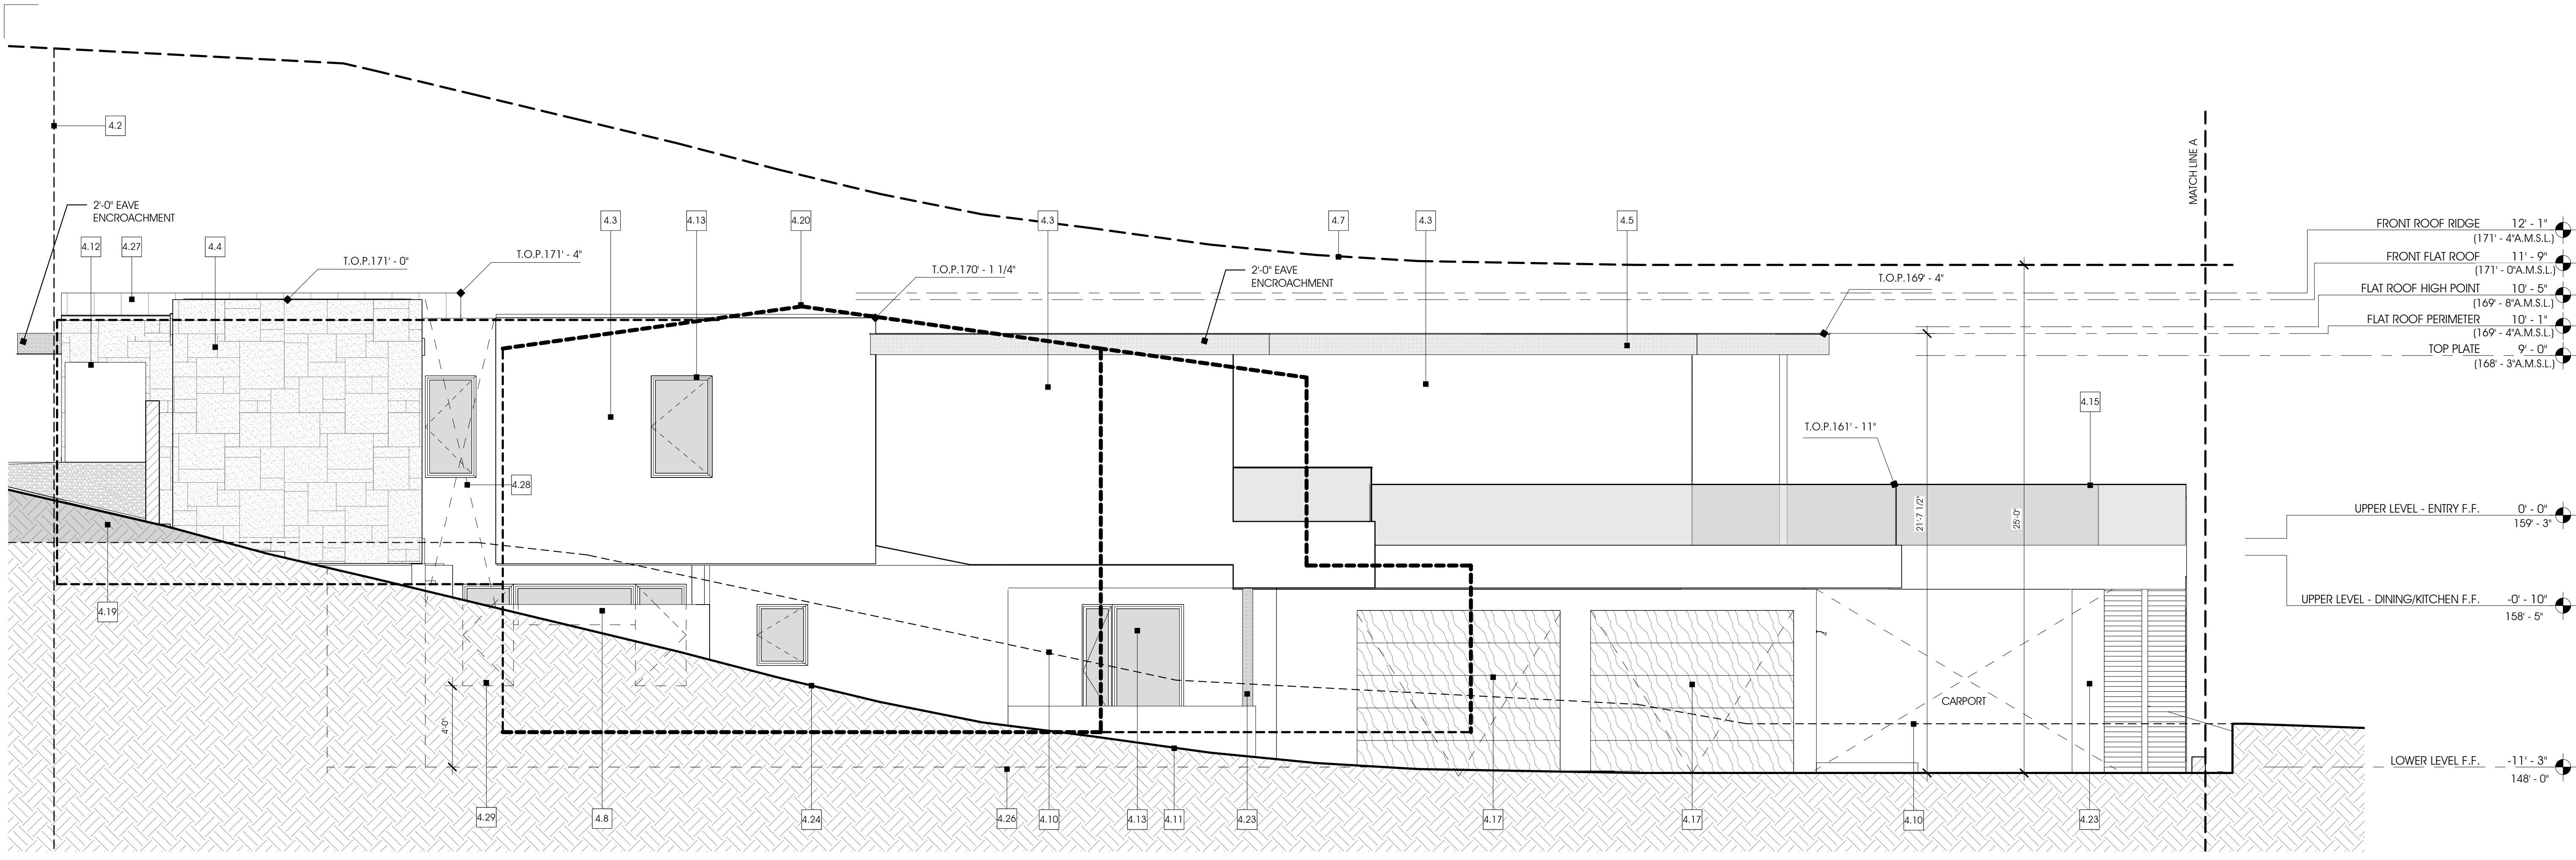 4.2
MATCH LINE A
2'-0" EAVE
ENCROACHMENT
4.12
4.27
4.4
4.3
4.13
4.20
4.3
4.7
4.3
4.5
T.O.P.171' - 0"
T.O.P.171' - 4"
T.O.P.170' - 1 1/4"
2'-0" EAVE
ENCROACHMENT
T.O.P.169' - 4"
FRONT ROOF RIDGE 12' - 1"
(171' - 4"A.M.S.L.)
FRONT FLAT ROOF 11' - 9"
(171' - 0"A.M.S.L.)
FLAT ROOF HIGH POINT 10' - 5"
(169' - 8"A.M.S.L.)
FLAT ROOF PERIMETER 10' - 1"
(169' - 4"A.M.S.L.)
TOP PLATE 9' - 0"
(168' - 3"A.M.S.L.)
4.15
T.O.P.161' - 11"
4.28
21'-7 1/2"
25'-0"
UPPER LEVEL - ENTRY F.F. 0' - 0"
159' - 3"
4.19
UPPER LEVEL - DINING/KITCHEN F.F. -0' - 10"
158' - 5"
CARPORT
4'-0"
LOWER LEVEL F.F. -11' - 3"
148' - 0"
4.29
4.8
4.24
4.26
4.10
4.13
4.11
4.23
4.17
4.17
4.10
4.23